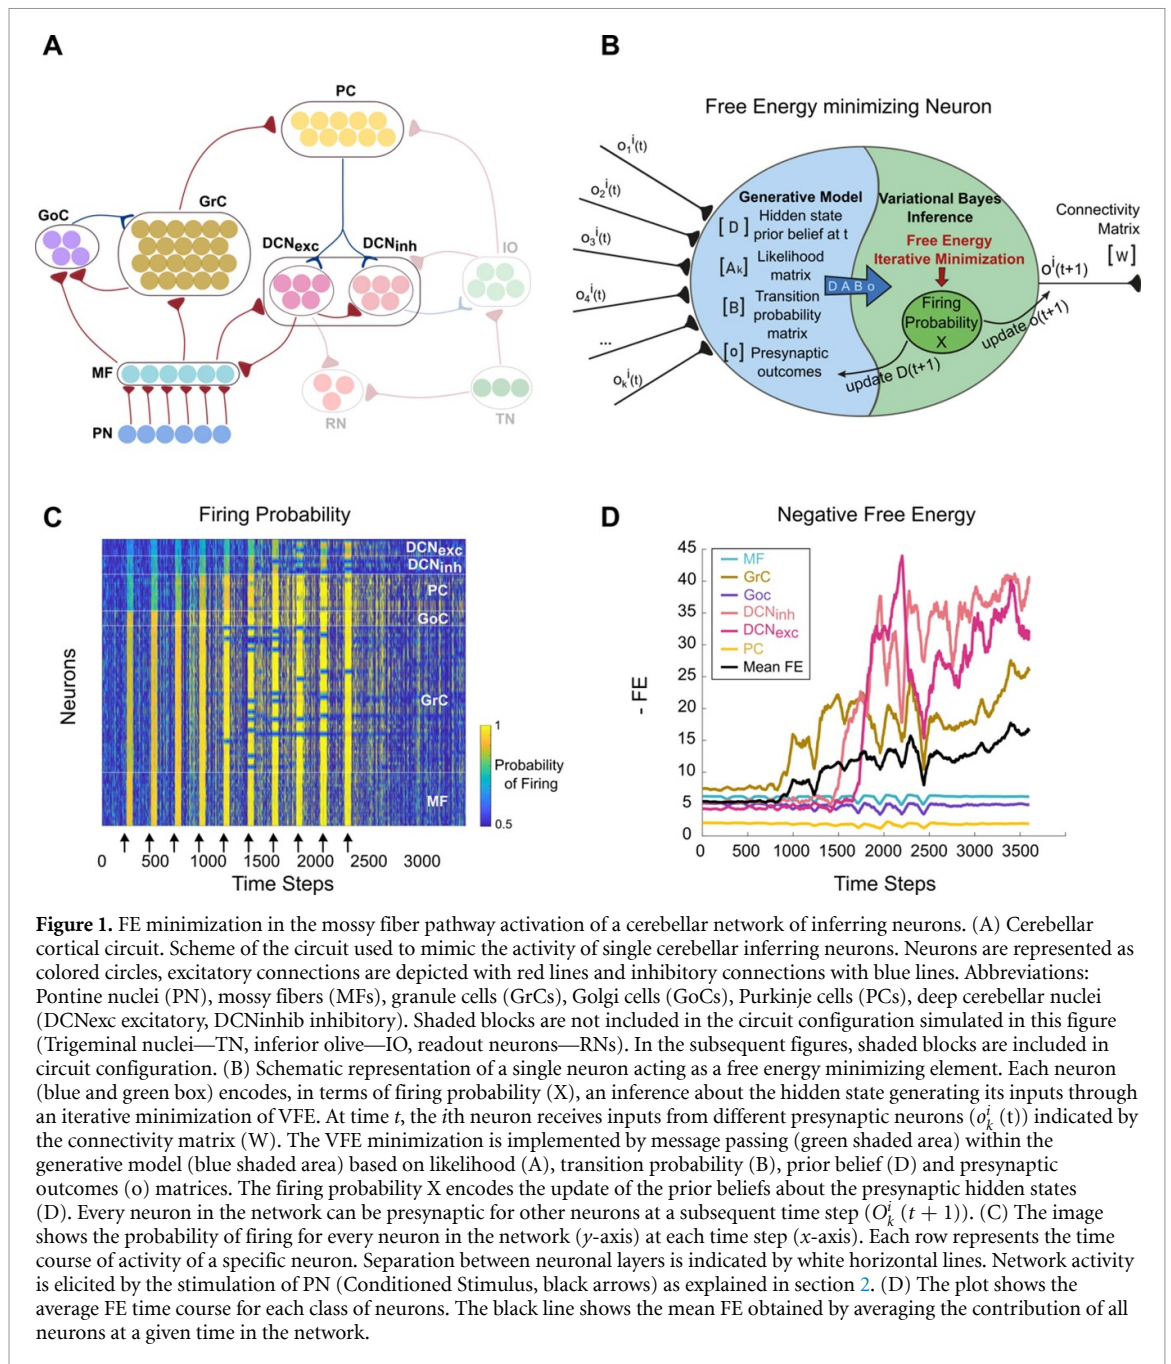 A
PC
GoC
GrC
DCNexc
DCNinh
IO
MF
PN
RN
TN
B
Free Energy minimizing Neuron
o1^i(t)
o2^i(t)
o3^i(t)
o4^i(t)
...
ok^i(t)
Generative Model
[ D ] Hidden state
prior belief at t
[Ak] Likelihood
matrix
[B] Transition
probability
matrix
[o] Presynaptic
outcomes
D A B o
Variational Bayes
Inference
Free Energy
Iterative Minimization
Firing
Probability
X
update o(t+1)
update D(t+1)
o^i(t+1)
Connectivity
Matrix
[W]
C
Firing Probability
Neurons
DCNexc
DCNinh
PC
GoC
GrC
MF
1
Probability
of Firing
0.5
0 500 1000 1500 2000 2500 3000
Time Steps
D
Negative Free Energy
- FE
45
40
35
30
25
20
15
10
5
0
MF
GrC
Goc
DCNinh
DCNexc
PC
Mean FE
0 500 1000 1500 2000 2500 3000 3500
Time Steps
Figure 1. FE minimization in the mossy fiber pathway activation of a cerebellar network of inferring neurons. (A) Cerebellar
cortical circuit. Scheme of the circuit used to mimic the activity of single cerebellar inferring neurons. Neurons are represented as
colored circles, excitatory connections are depicted with red lines and inhibitory connections with blue lines. Abbreviations:
Pontine nuclei (PN), mossy fibers (MFs), granule cells (GrCs), Golgi cells (GoCs), Purkinje cells (PCs), deep cerebellar nuclei
(DCNexc excitatory, DCNinhib inhibitory). Shaded blocks are not included in the circuit configuration simulated in this figure
(Trigeminal nuclei—TN, inferior olive—IO, readout neurons—RNs). In the subsequent figures, shaded blocks are included in
circuit configuration. (B) Schematic representation of a single neuron acting as a free energy minimizing element. Each neuron
(blue and green box) encodes, in terms of firing probability (X), an inference about the hidden state generating its inputs through
an iterative minimization of VFE. At time t, the ith neuron receives inputs from different presynaptic neurons (o_k^i (t)) indicated by
the connectivity matrix (W). The VFE minimization is implemented by message passing (green shaded area) within the
generative model (blue shaded area) based on likelihood (A), transition probability (B), prior belief (D) and presynaptic
outcomes (o) matrices. The firing probability X encodes the update of the prior beliefs about the presynaptic hidden states
(D). Every neuron in the network can be presynaptic for other neurons at a subsequent time step (O_k^i (t + 1)). (C) The image
shows the probability of firing for every neuron in the network (y-axis) at each time step (x-axis). Each row represents the time
course of activity of a specific neuron. Separation between neuronal layers is indicated by white horizontal lines. Network activity
is elicited by the stimulation of PN (Conditioned Stimulus, black arrows) as explained in section 2. (D) The plot shows the
average FE time course for each class of neurons. The black line shows the mean FE obtained by averaging the contribution of all
neurons at a given time in the network.